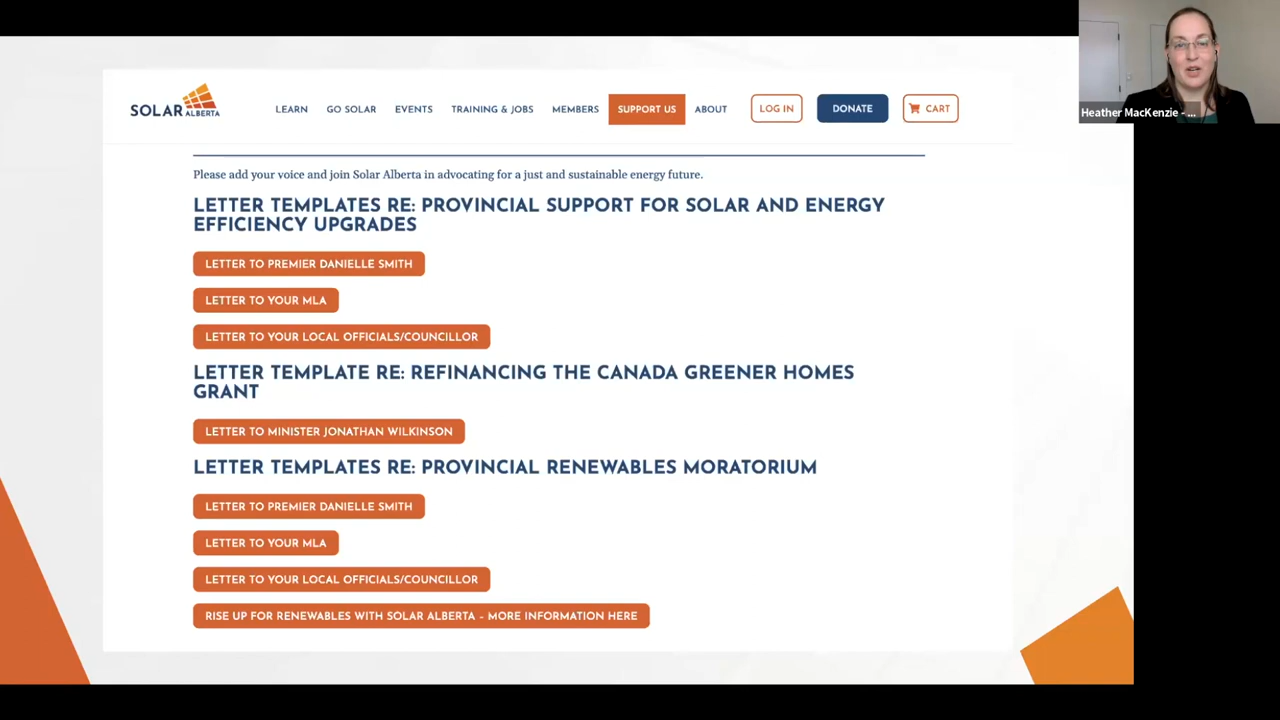 SOLAR ALBERTA
LEARN GO SOLAR EVENTS TRAINING & JOBS MEMBERS SUPPORT US ABOUT LOG IN DONATE CART
Heather MacKenzie - ...
Please add your voice and join Solar Alberta in advocating for a just and sustainable energy future.
LETTER TEMPLATES RE: PROVINCIAL SUPPORT FOR SOLAR AND ENERGY
EFFICIENCY UPGRADES
LETTER TO PREMIER DANIELLE SMITH
LETTER TO YOUR MLA
LETTER TO YOUR LOCAL OFFICIALS/COUNCILLOR
LETTER TEMPLATE RE: REFINANCING THE CANADA GREENER HOMES
GRANT
LETTER TO MINISTER JONATHAN WILKINSON
LETTER TEMPLATES RE: PROVINCIAL RENEWABLES MORATORIUM
LETTER TO PREMIER DANIELLE SMITH
LETTER TO YOUR MLA
LETTER TO YOUR LOCAL OFFICIALS/COUNCILLOR
RISE UP FOR RENEWABLES WITH SOLAR ALBERTA – MORE INFORMATION HERE